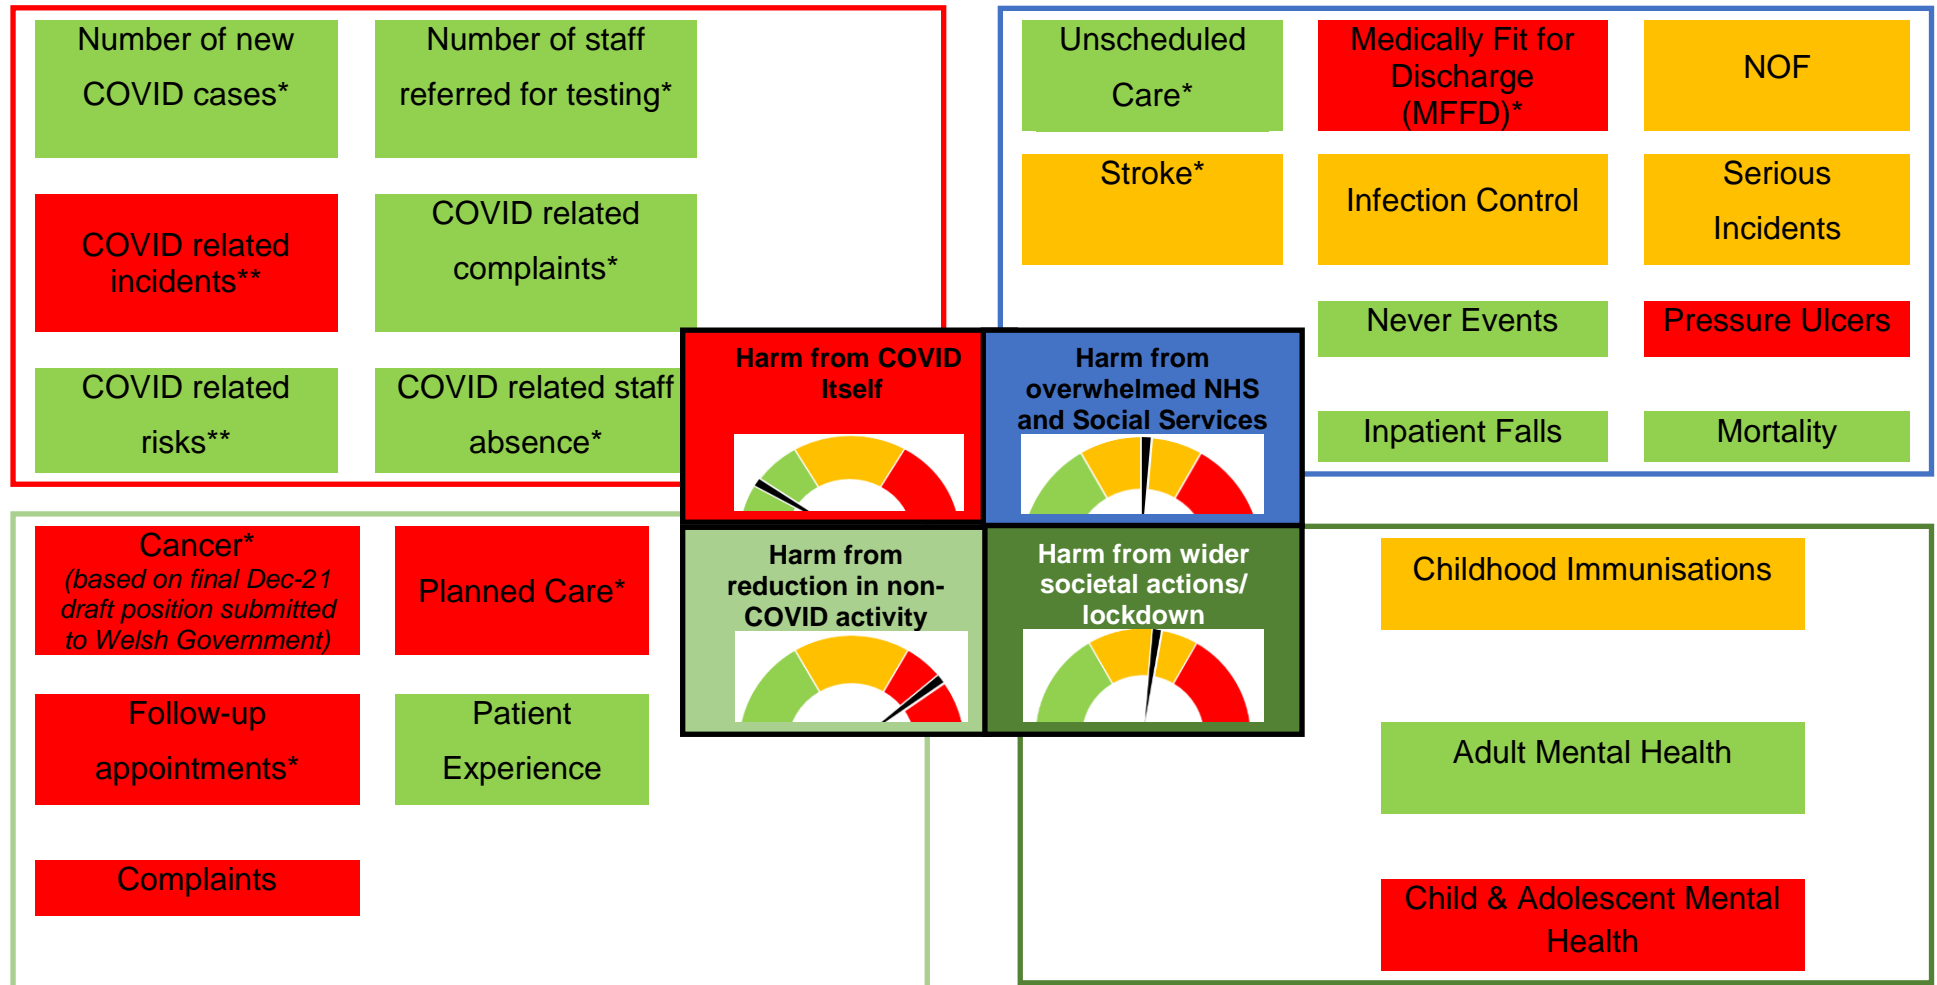 Number of new
COVID cases*
Number of staff
referred for testing*
COVID related
incidents**
COVID related
complaints*
COVID related
risks**
COVID related staff
absence*
Unscheduled
Care*
Medically Fit for
Discharge
(MFFD)*
NOF
Stroke*
Infection Control
Serious
Incidents
Never Events
Pressure Ulcers
Inpatient Falls
Mortality
Harm from COVID
Itself
Harm from
overwhelmed NHS
and Social Services
Harm from
reduction in non-
COVID activity
Harm from wider
societal actions/
lockdown
Cancer*
(based on final Dec-21
draft position submitted
to Welsh Government)
Planned Care*
Follow-up
appointments*
Patient
Experience
Complaints
Childhood Immunisations
Adult Mental Health
Child & Adolescent Mental
Health